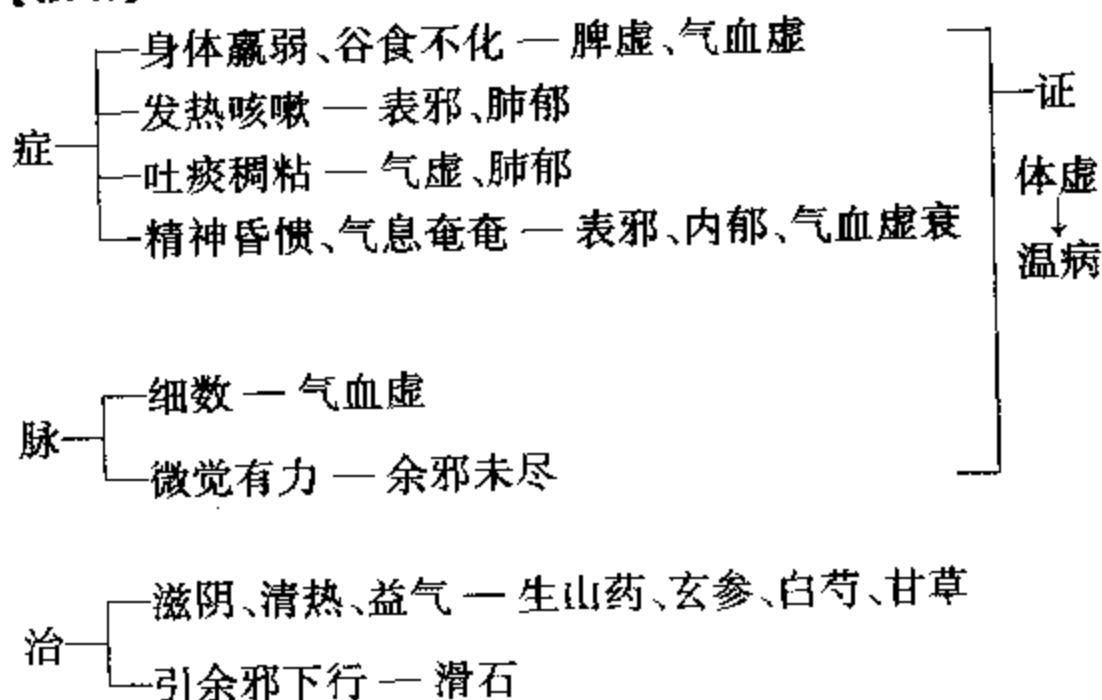 身体羸弱、谷食不化 — 脾虚、气血虚
证
发热咳嗽 — 表邪、肺郁
症
吐痰稠粘 — 气虚、肺郁
体虚
↓
精神昏愦、气息奄奄 — 表邪、内郁、气血虚衰
温病
细数 — 气血虚
脉
微觉有力 — 余邪未尽
滋阴、清热、益气 — 生山药、玄参、白芍、甘草
治
引余邪下行 — 滑石